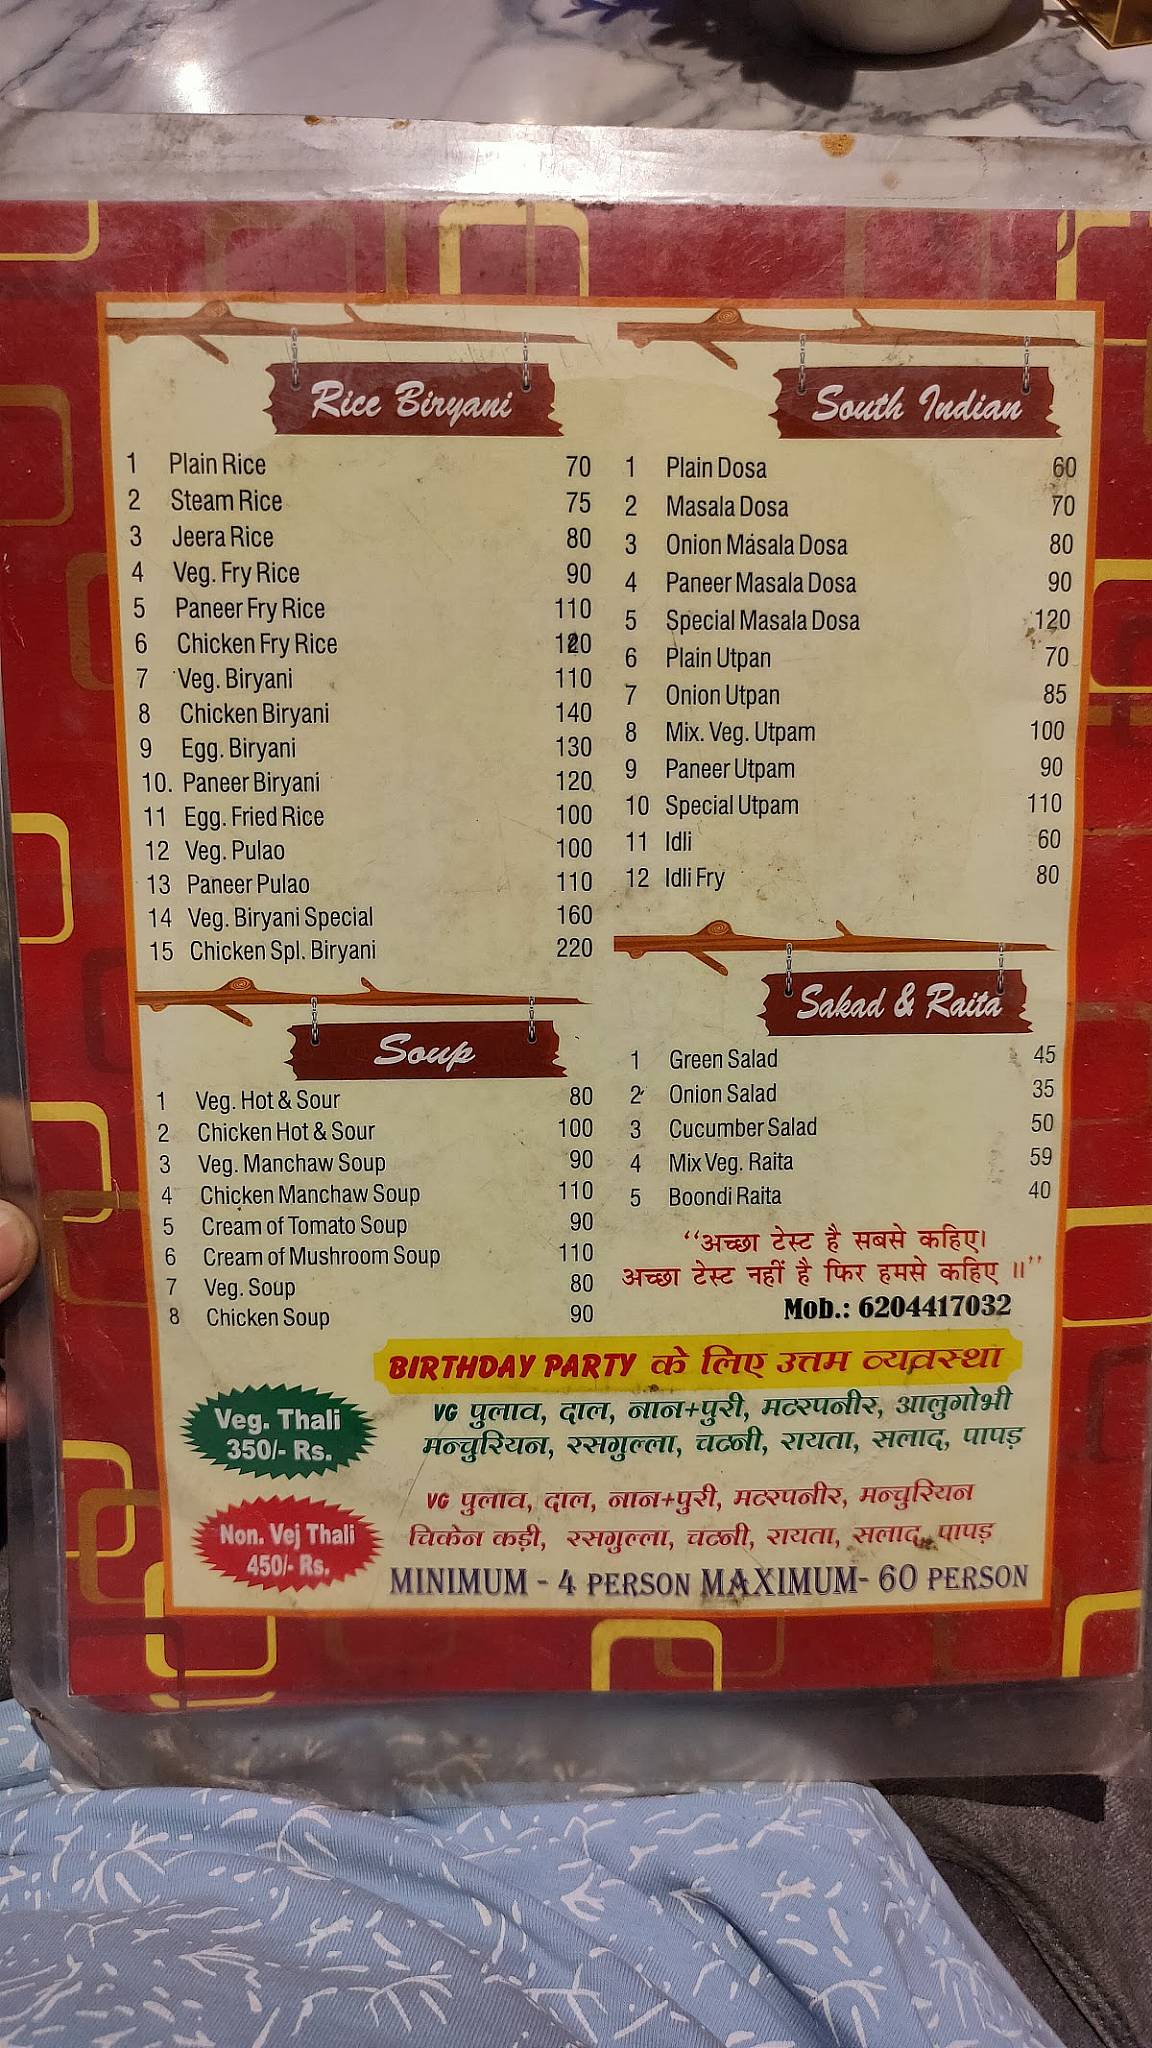 Rice Biryani
1 Plain Rice 70
2 Steam Rice 75
3 Jeera Rice 80
4 Veg. Fry Rice 90
5 Paneer Fry Rice 110
6 Chicken Fry Rice 120
7 Veg. Biryani 110
8 Chicken Biryani 140
9 Egg. Biryani 130
10. Paneer Biryani 120
11 Egg. Fried Rice 100
12 Veg. Pulao 100
13 Paneer Pulao 110
14 Veg. Biryani Special 160
15 Chicken Spl. Biryani 220
Soup
1 Veg. Hot & Sour 80
2 Chicken Hot & Sour 100
3 Veg. Manchaw Soup 90
4 Chicken Manchaw Soup 110
5 Cream of Tomato Soup 90
6 Cream of Mushroom Soup 110
7 Veg. Soup 80
8 Chicken Soup 90
South Indian
1 Plain Dosa 60
2 Masala Dosa 70
3 Onion Masala Dosa 80
4 Paneer Masala Dosa 90
5 Special Masala Dosa 120
6 Plain Utpan 70
7 Onion Utpan 85
8 Mix. Veg. Utpam 100
9 Paneer Utpam 90
10 Special Utpam 110
11 Idli 60
12 Idli Fry 80
Sakad & Raita
1 Green Salad 45
2 Onion Salad 35
3 Cucumber Salad 50
4 Mix Veg. Raita 59
5 Boondi Raita 40
“अच्छा टेस्ट है सबसे कहिए।
अच्छा टेस्ट नहीं है फिर हमसे कहिए ॥”
Mob.: 6204417032
BIRTHDAY PARTY के लिए उत्तम व्यवस्था
Veg. Thali
350/- Rs.
VG पुलाव, दाल, नान+पुरी, मटरपनीर, आलुगोभी
मन्चुरियन, रसगुल्ला, चटनी, रायता, सलाद, पापड़
Non. Vej Thali
450/- Rs.
VG पुलाव, दाल, नान+पुरी, मटरपनीर, मन्चुरियन
चिकेन कड़ी, रसगुल्ला, चटनी, रायता, सलाद, पापड़
MINIMUM - 4 PERSON MAXIMUM- 60 PERSON